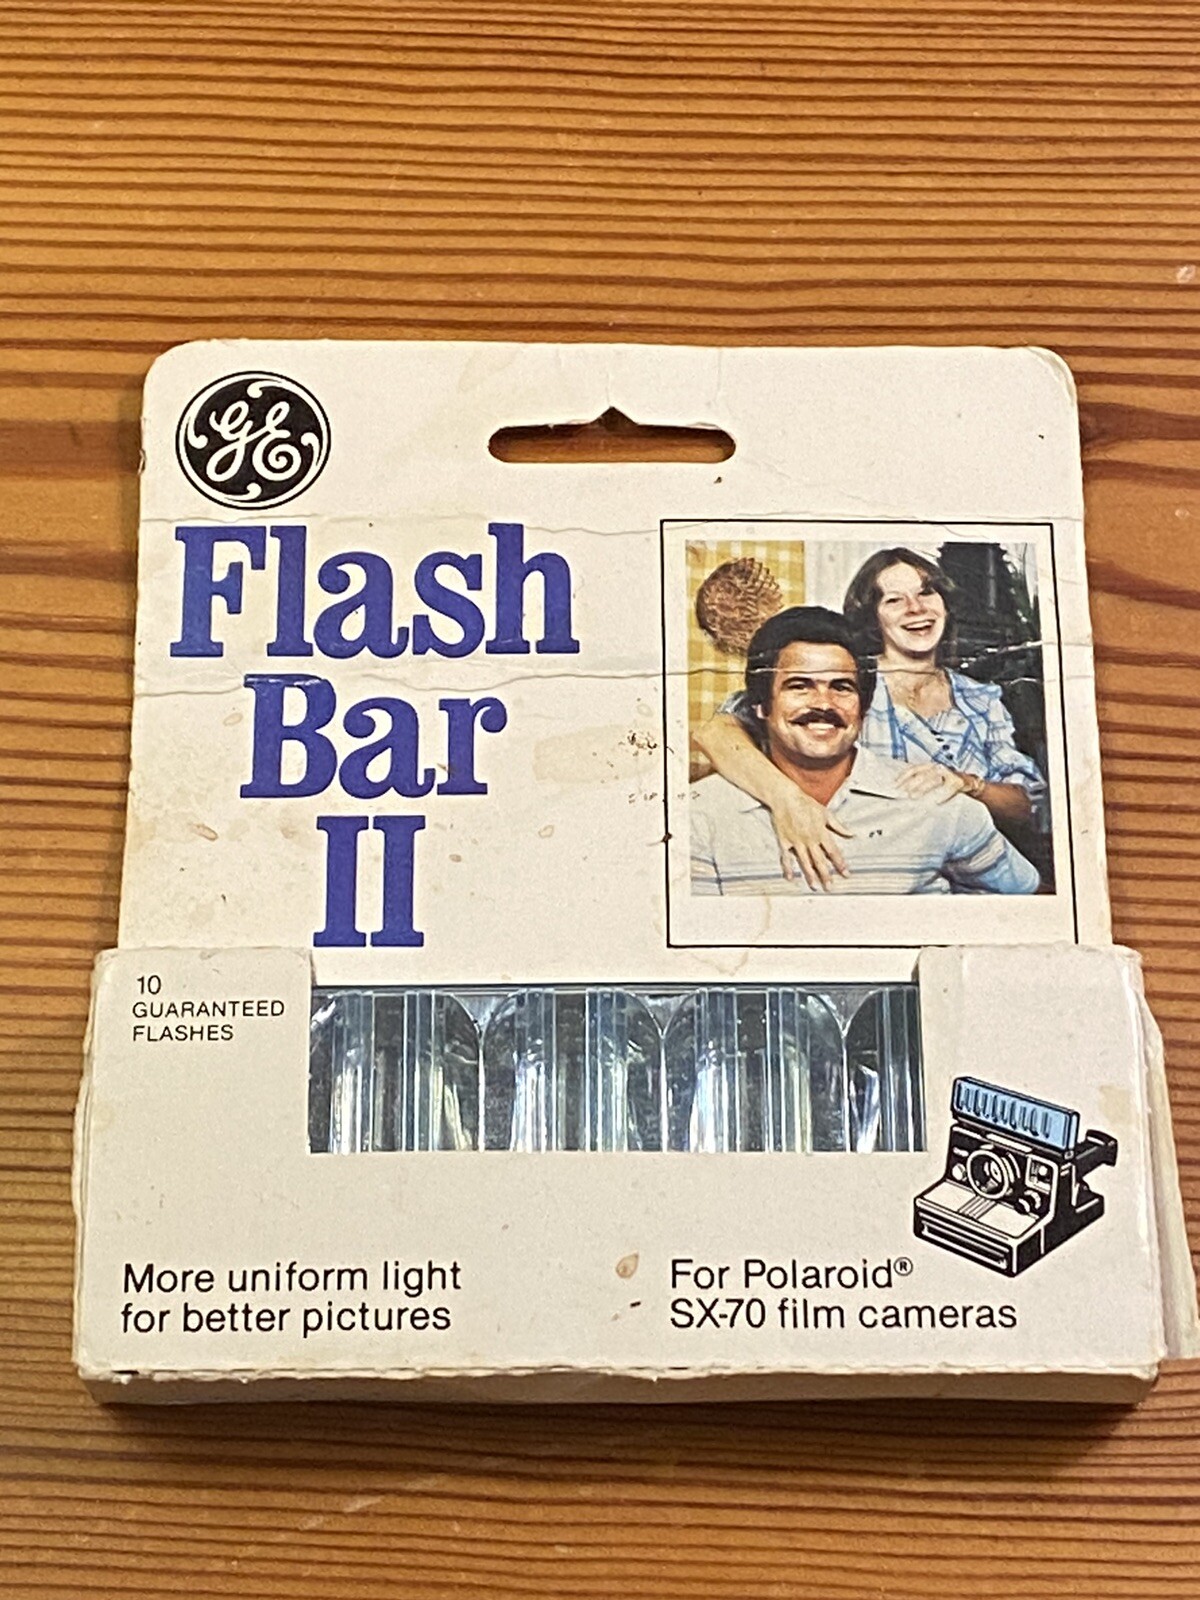 GE
Flash
Bar
II
10
GUARANTEED
FLASHES
More uniform light
for better pictures
For Polaroid®
SX-70 film cameras